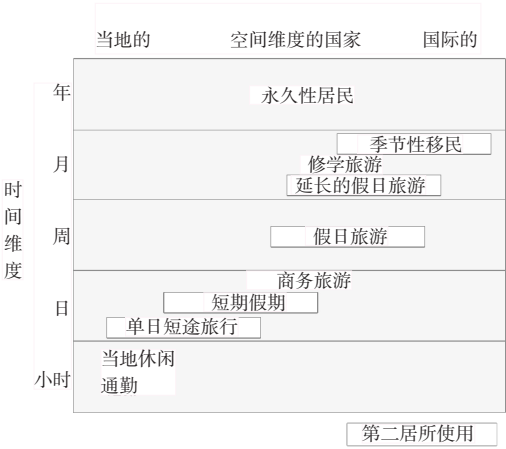 当地的 空间维度的国家 国际的
年
永久性居民
季节性移民
月
修学旅游
延长的假日旅游
时间维度
周
假日旅游
商务旅游
日
短期假期
单日短途旅行
当地休闲
小时
通勤
第二居所使用